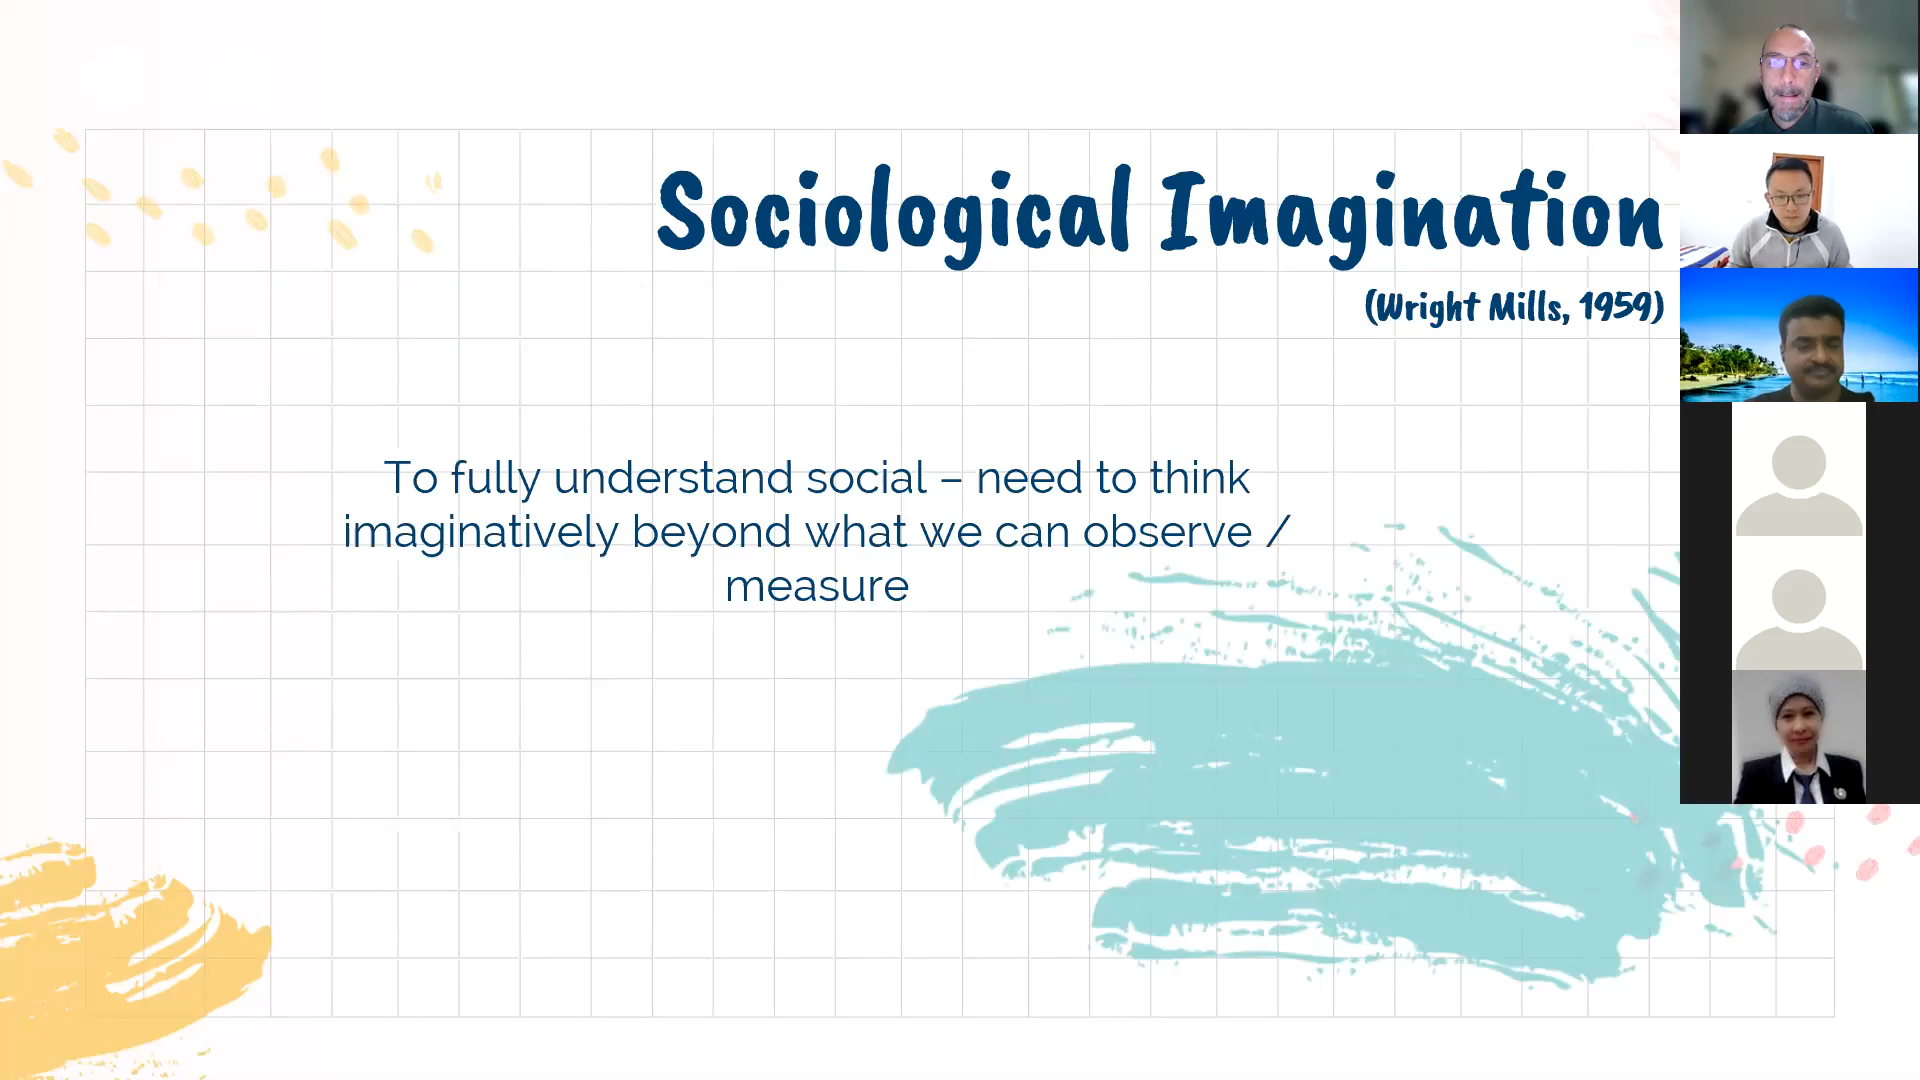 Sociological Imagination
(Wright Mills, 1959)
To fully understand social – need to think
imaginatively beyond what we can observe /
measure